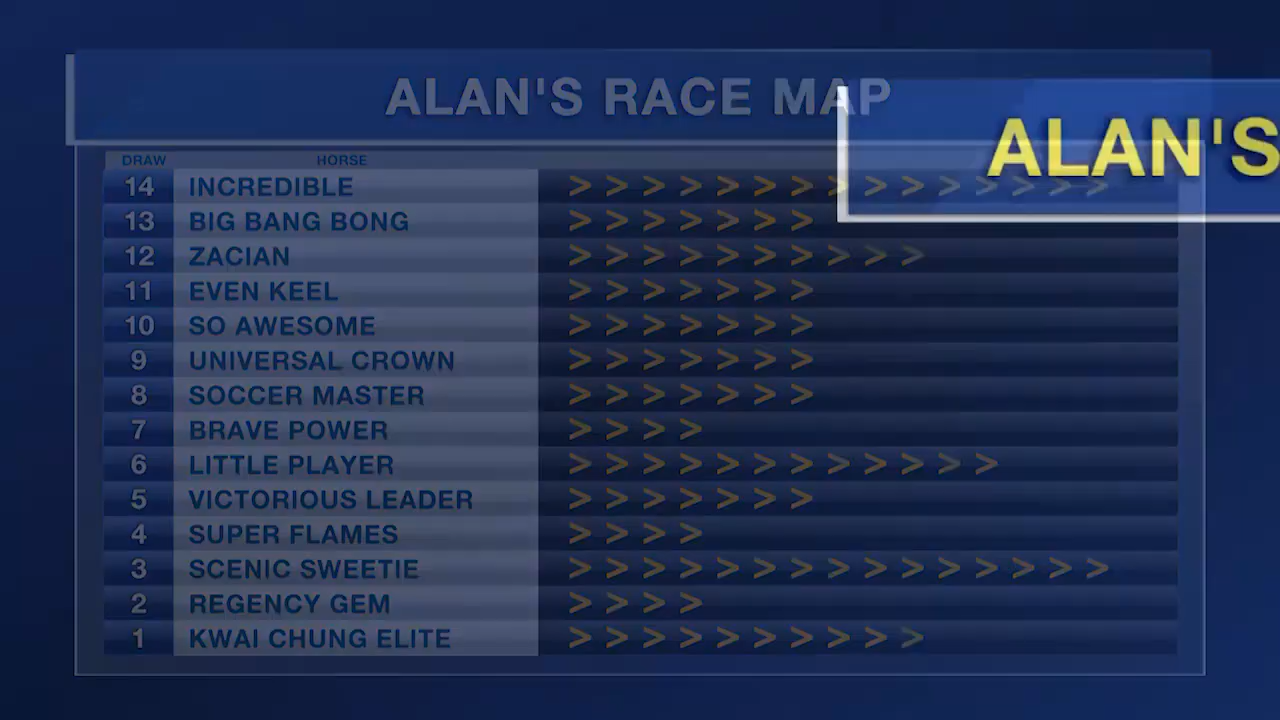 ALAN'S RACE MAP
ALAN'S
DRAW HORSE
14 INCREDIBLE > > > > > > > > > > > > > > >
13 BIG BANG BONG > > > > > > >
12 ZACIAN > > > > > > > > > >
11 EVEN KEEL > > > > > > >
10 SO AWESOME > > > > > > >
9 UNIVERSAL CROWN > > > > > > >
8 SOCCER MASTER > > > > > > >
7 BRAVE POWER > > > >
6 LITTLE PLAYER > > > > > > > > > > > >
5 VICTORIOUS LEADER > > > > > > >
4 SUPER FLAMES > > > >
3 SCENIC SWEETIE > > > > > > > > > > > > > > >
2 REGENCY GEM > > > >
1 KWAI CHUNG ELITE > > > > > > > > > >